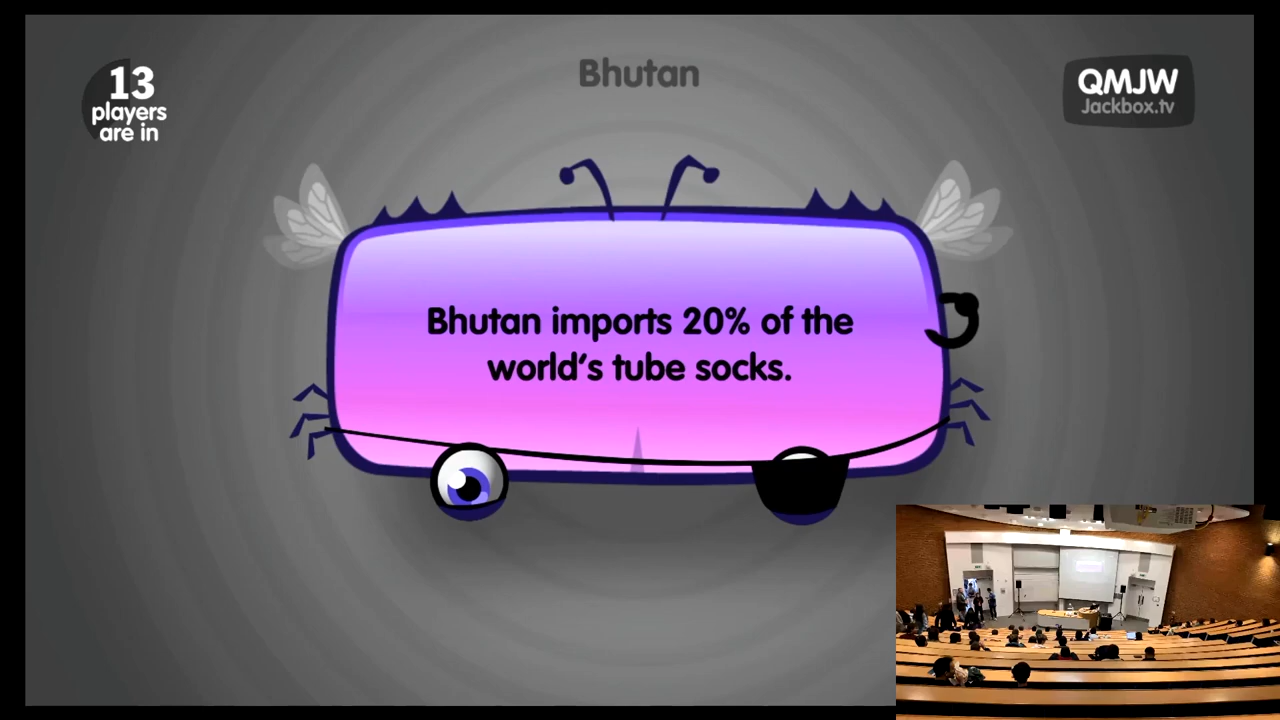 13
players
are in
Bhutan
QMJW
Jackbox.tv
Bhutan imports 20% of the
world's tube socks.